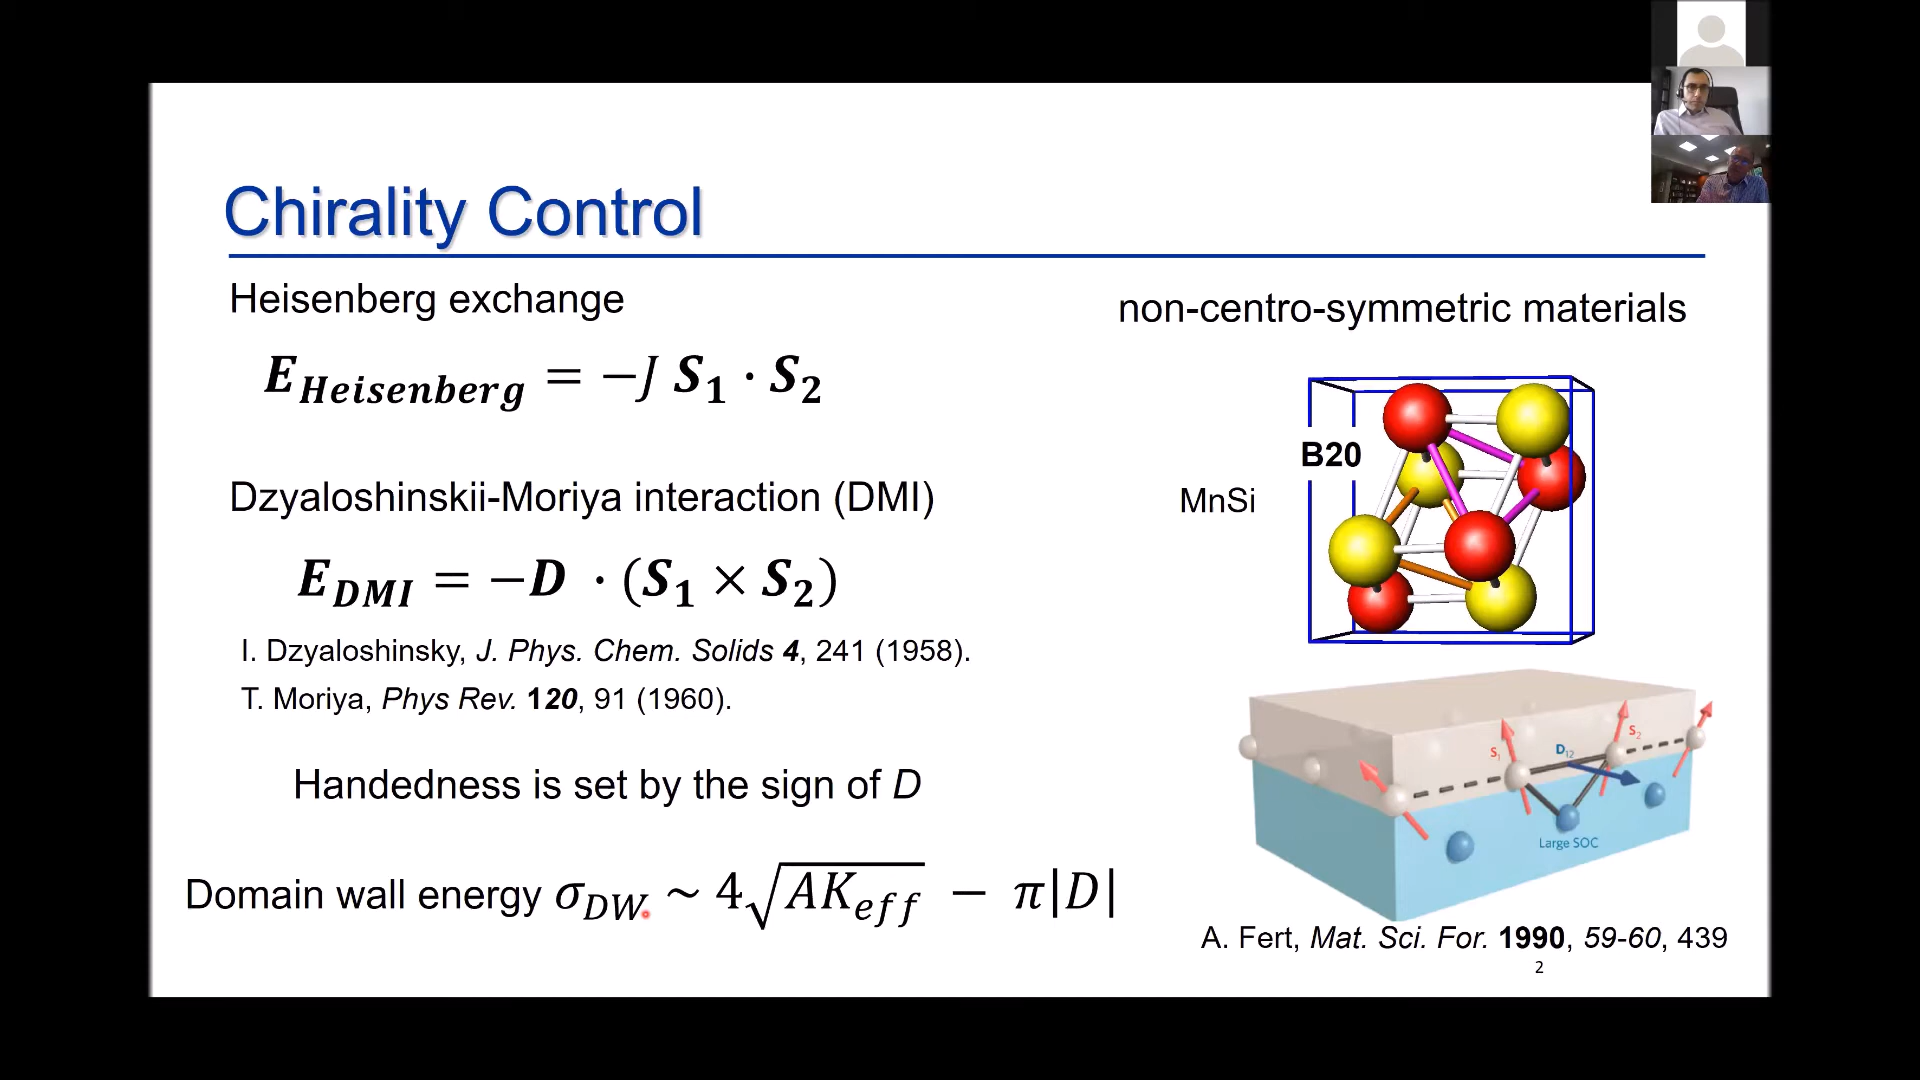 Chirality Control
Heisenberg exchange
E_Heisenberg = −J S₁ · S₂
Dzyaloshinskii-Moriya interaction (DMI)
E_DMI = −D · (S₁ × S₂)
I. Dzyaloshinsky, J. Phys. Chem. Solids 4, 241 (1958).
T. Moriya, Phys Rev. 120, 91 (1960).
Handedness is set by the sign of D
Domain wall energy σ_DW ~ 4√(AK_eff) − π|D|
non-centro-symmetric materials
B20
MnSi
S₁
D₁₂
S₂
Large SOC
A. Fert, Mat. Sci. For. 1990, 59-60, 439
2